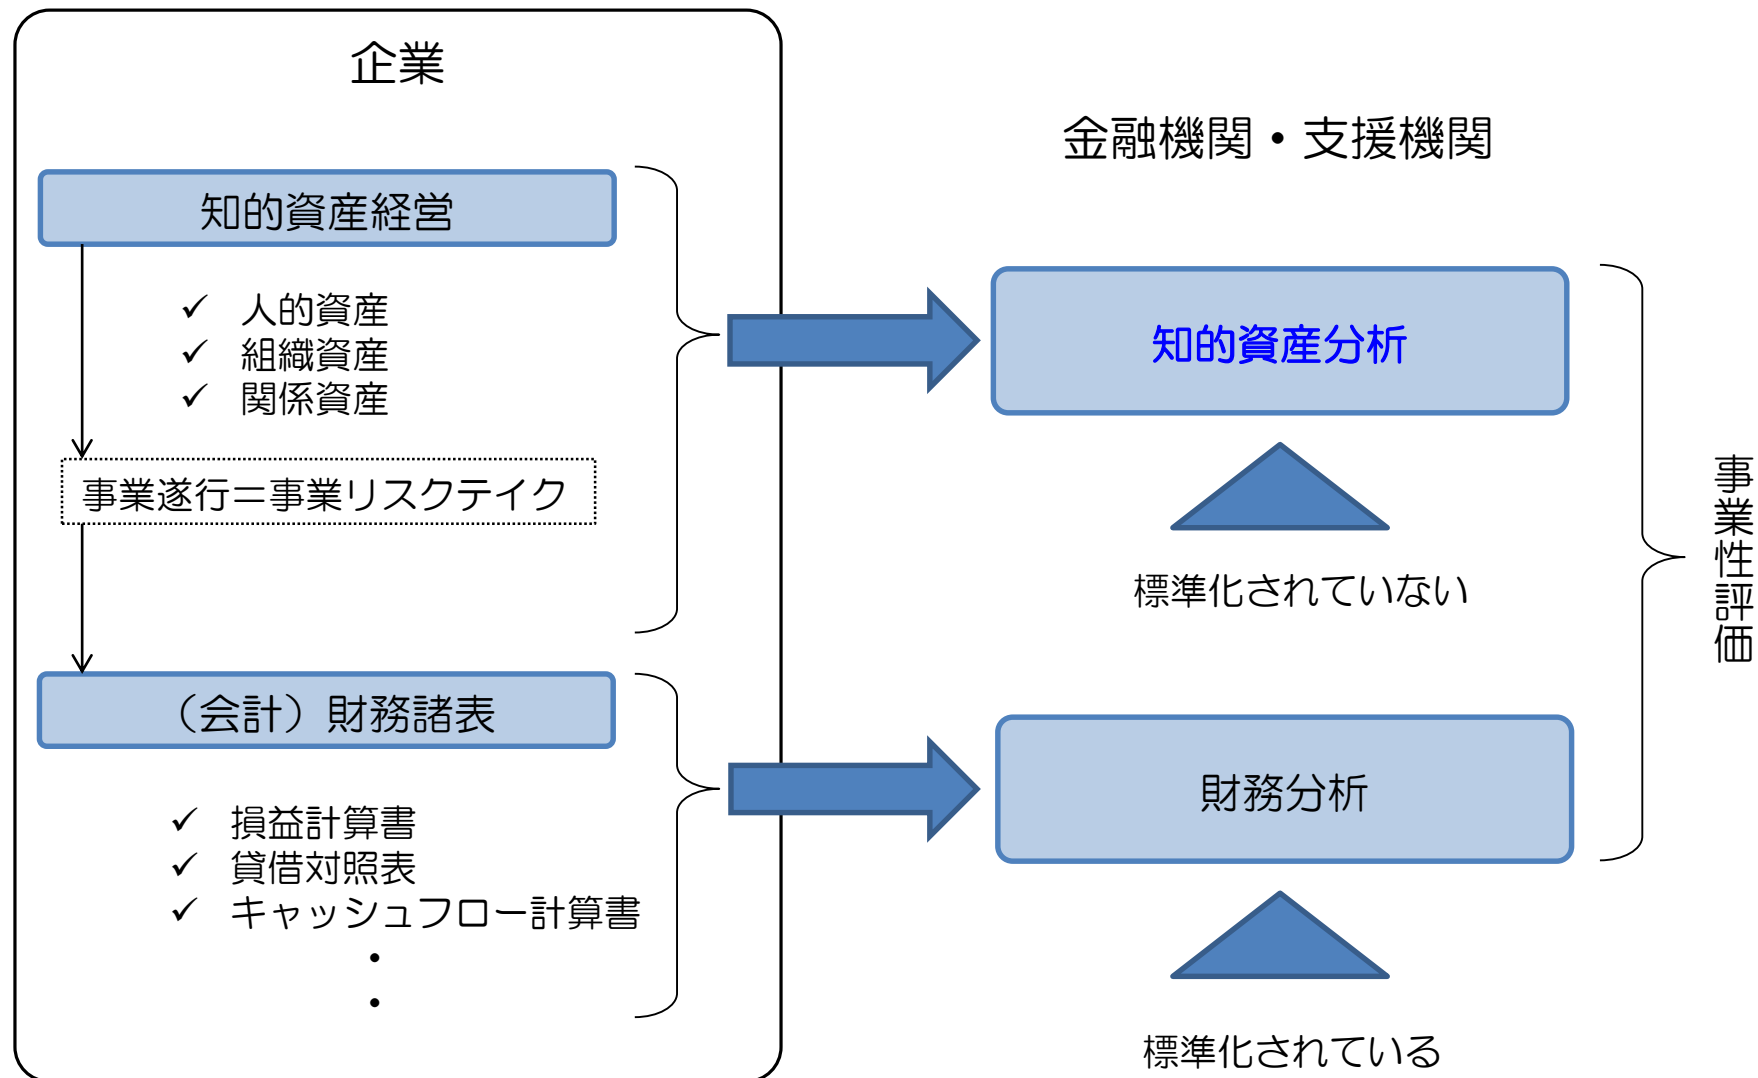 企業
知的資産経営
✓ 人的資産
✓ 組織資産
✓ 関係資産
事業遂行＝事業リスクテイク
（会計）財務諸表
✓ 損益計算書
✓ 貸借対照表
✓ キャッシュフロー計算書
・
・
金融機関・支援機関
知的資産分析
標準化されていない
財務分析
標準化されている
事業性評価